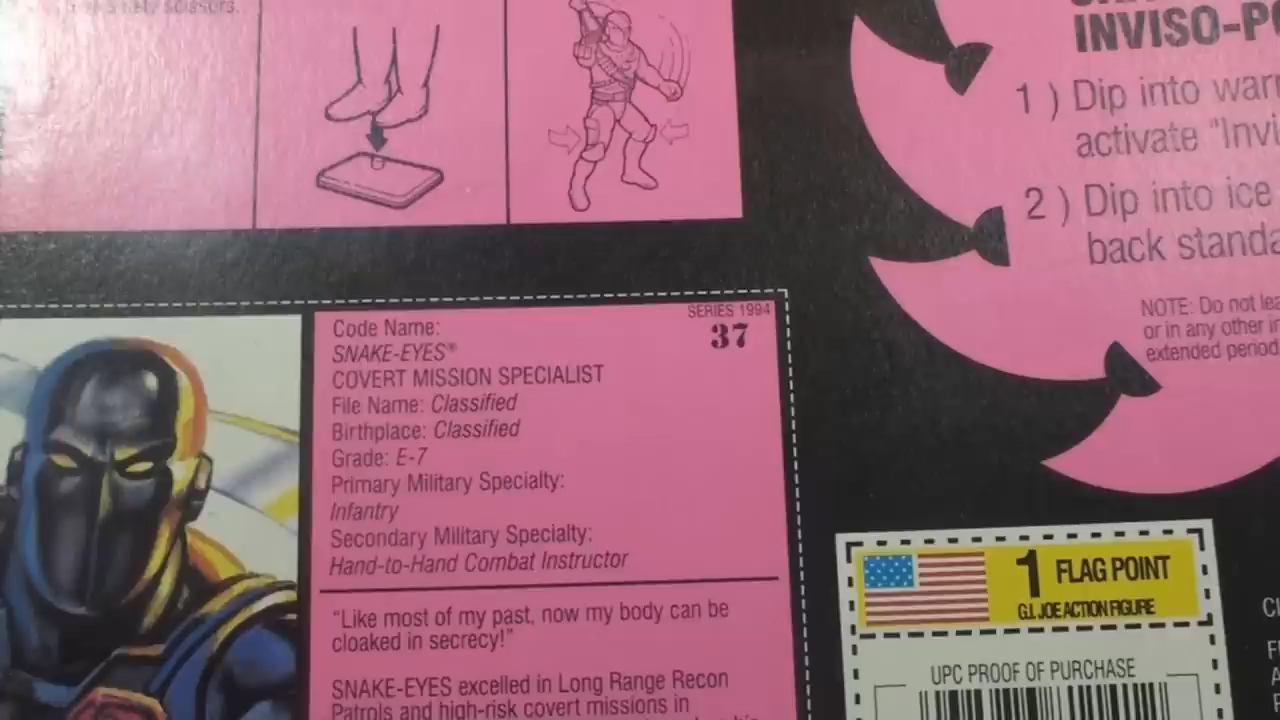 scissors.
INVISO-P
1 ) Dip into warm
activate "Invi
2 ) Dip into ice
back standa
NOTE: Do not lea
or in any other
extended period
SERIES 1994
37
Code Name:
SNAKE-EYES®
COVERT MISSION SPECIALIST
File Name: Classified
Birthplace: Classified
Grade: E-7
Primary Military Specialty:
Infantry
Secondary Military Specialty:
Hand-to-Hand Combat Instructor
"Like most of my past, now my body can be
cloaked in secrecy!"
SNAKE-EYES excelled in Long Range Recon
Patrols and high-risk covert missions in
1 FLAG POINT
G.I. JOE ACTION FIGURE
UPC PROOF OF PURCHASE